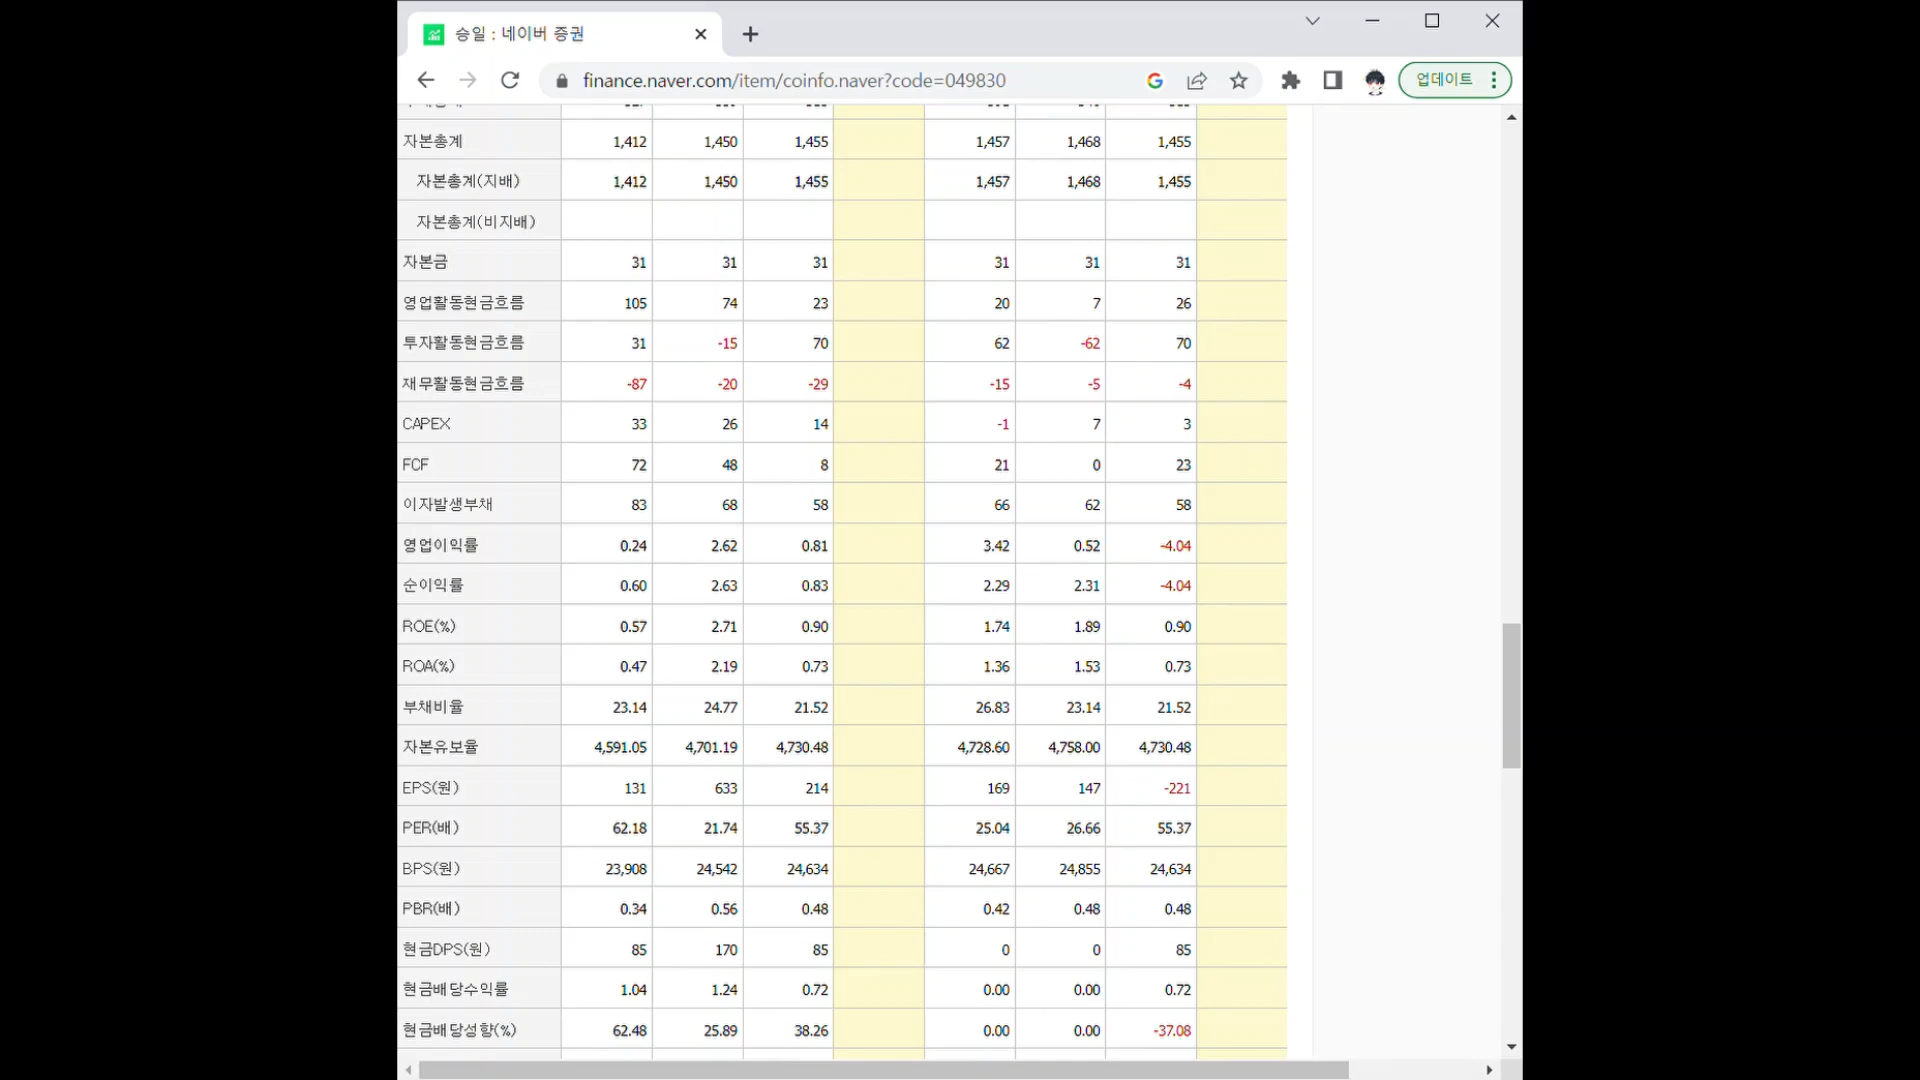 승일 : 네이버 증권
finance.naver.com/item/coinfo.naver?code=049830
업데이트
자본총계 1,412 1,450 1,455 1,457 1,468 1,455
자본총계(지배) 1,412 1,450 1,455 1,457 1,468 1,455
자본총계(비지배)
자본금 31 31 31 31 31 31
영업활동현금흐름 105 74 23 20 7 26
투자활동현금흐름 31 -15 70 62 -62 70
재무활동현금흐름 -87 -20 -29 -15 -5 -4
CAPEX 33 26 14 -1 7 3
FCF 72 48 8 21 0 23
이자발생부채 83 68 58 66 62 58
영업이익률 0.24 2.62 0.81 3.42 0.52 -4.04
순이익률 0.60 2.63 0.83 2.29 2.31 -4.04
ROE(%) 0.57 2.71 0.90 1.74 1.89 0.90
ROA(%) 0.47 2.19 0.73 1.36 1.53 0.73
부채비율 23.14 24.77 21.52 26.83 23.14 21.52
자본유보율 4,591.05 4,701.19 4,730.48 4,728.60 4,758.00 4,730.48
EPS(원) 131 633 214 169 147 -221
PER(배) 62.18 21.74 55.37 25.04 26.66 55.37
BPS(원) 23,908 24,542 24,634 24,667 24,855 24,634
PBR(배) 0.34 0.56 0.48 0.42 0.48 0.48
현금DPS(원) 85 170 85 0 0 85
현금배당수익률 1.04 1.24 0.72 0.00 0.00 0.72
현금배당성향(%) 62.48 25.89 38.26 0.00 0.00 -37.08